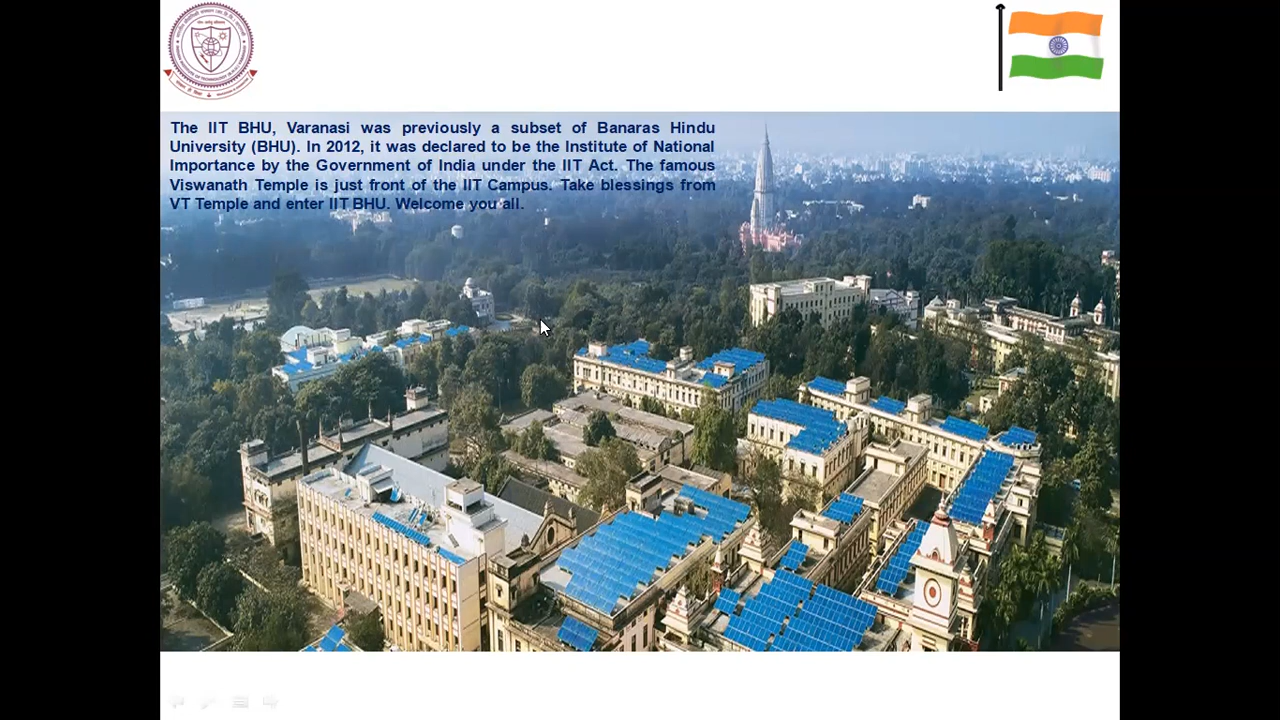 The IIT BHU, Varanasi was previously a subset of Banaras Hindu
University (BHU). In 2012, it was declared to be the Institute of National
Importance by the Government of India under the IIT Act. The famous
Viswanath Temple is just front of the IIT Campus. Take blessings from
VT Temple and enter IIT BHU. Welcome you all.